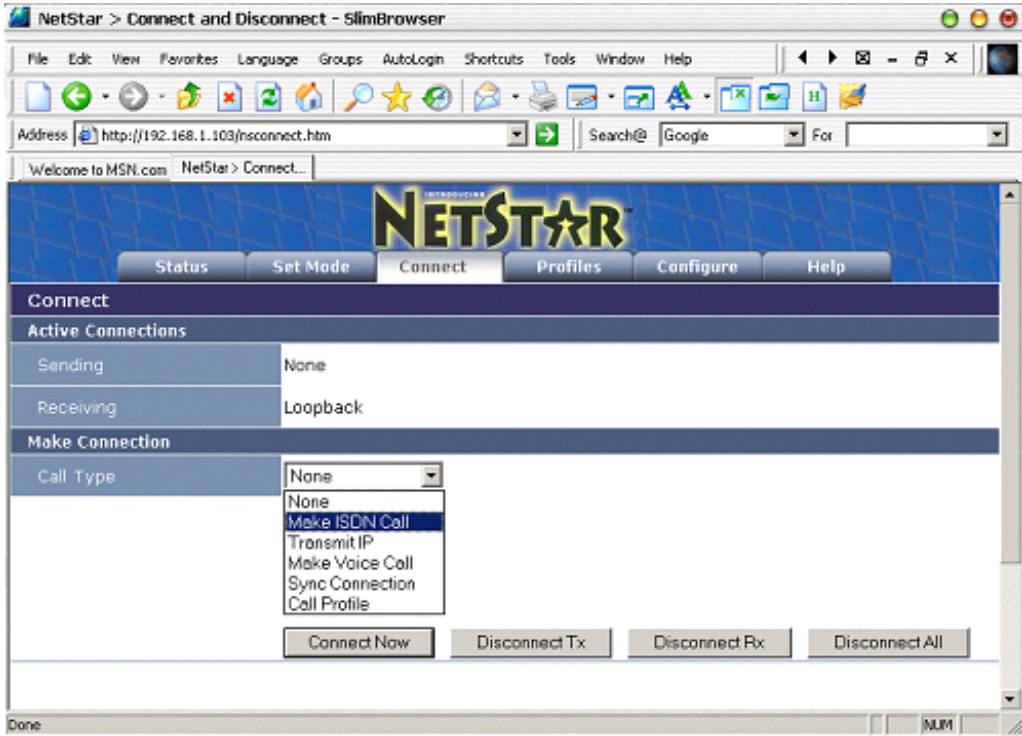 NetStar > Connect and Disconnect - SlimBrowser
File Edit View Favorites Language Groups AutoLogin Shortcuts Tools Window Help
H
Address http://192.168.1.103/nsconnect.htm Search@ Google For
Welcome to MSN.com NetStar > Connect...
INTRODUCING
NETSTAR
Status Set Mode Connect Profiles Configure Help
Connect
Active Connections
Sending None
Receiving Loopback
Make Connection
Call Type None
None
Make ISDN Call
Transmit IP
Make Voice Call
Sync Connection
Call Profile
Connect Now Disconnect Tx Disconnect Rx Disconnect All
Done NUM